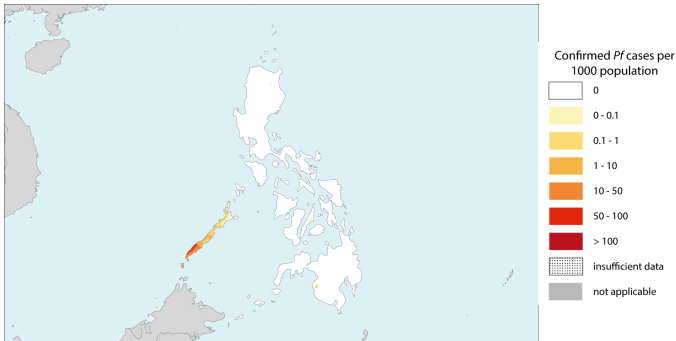 Confirmed Pf cases per
1000 population
0
0 - 0.1
0.1 - 1
1 - 10
10 - 50
50 - 100
> 100
insufficient data
not applicable